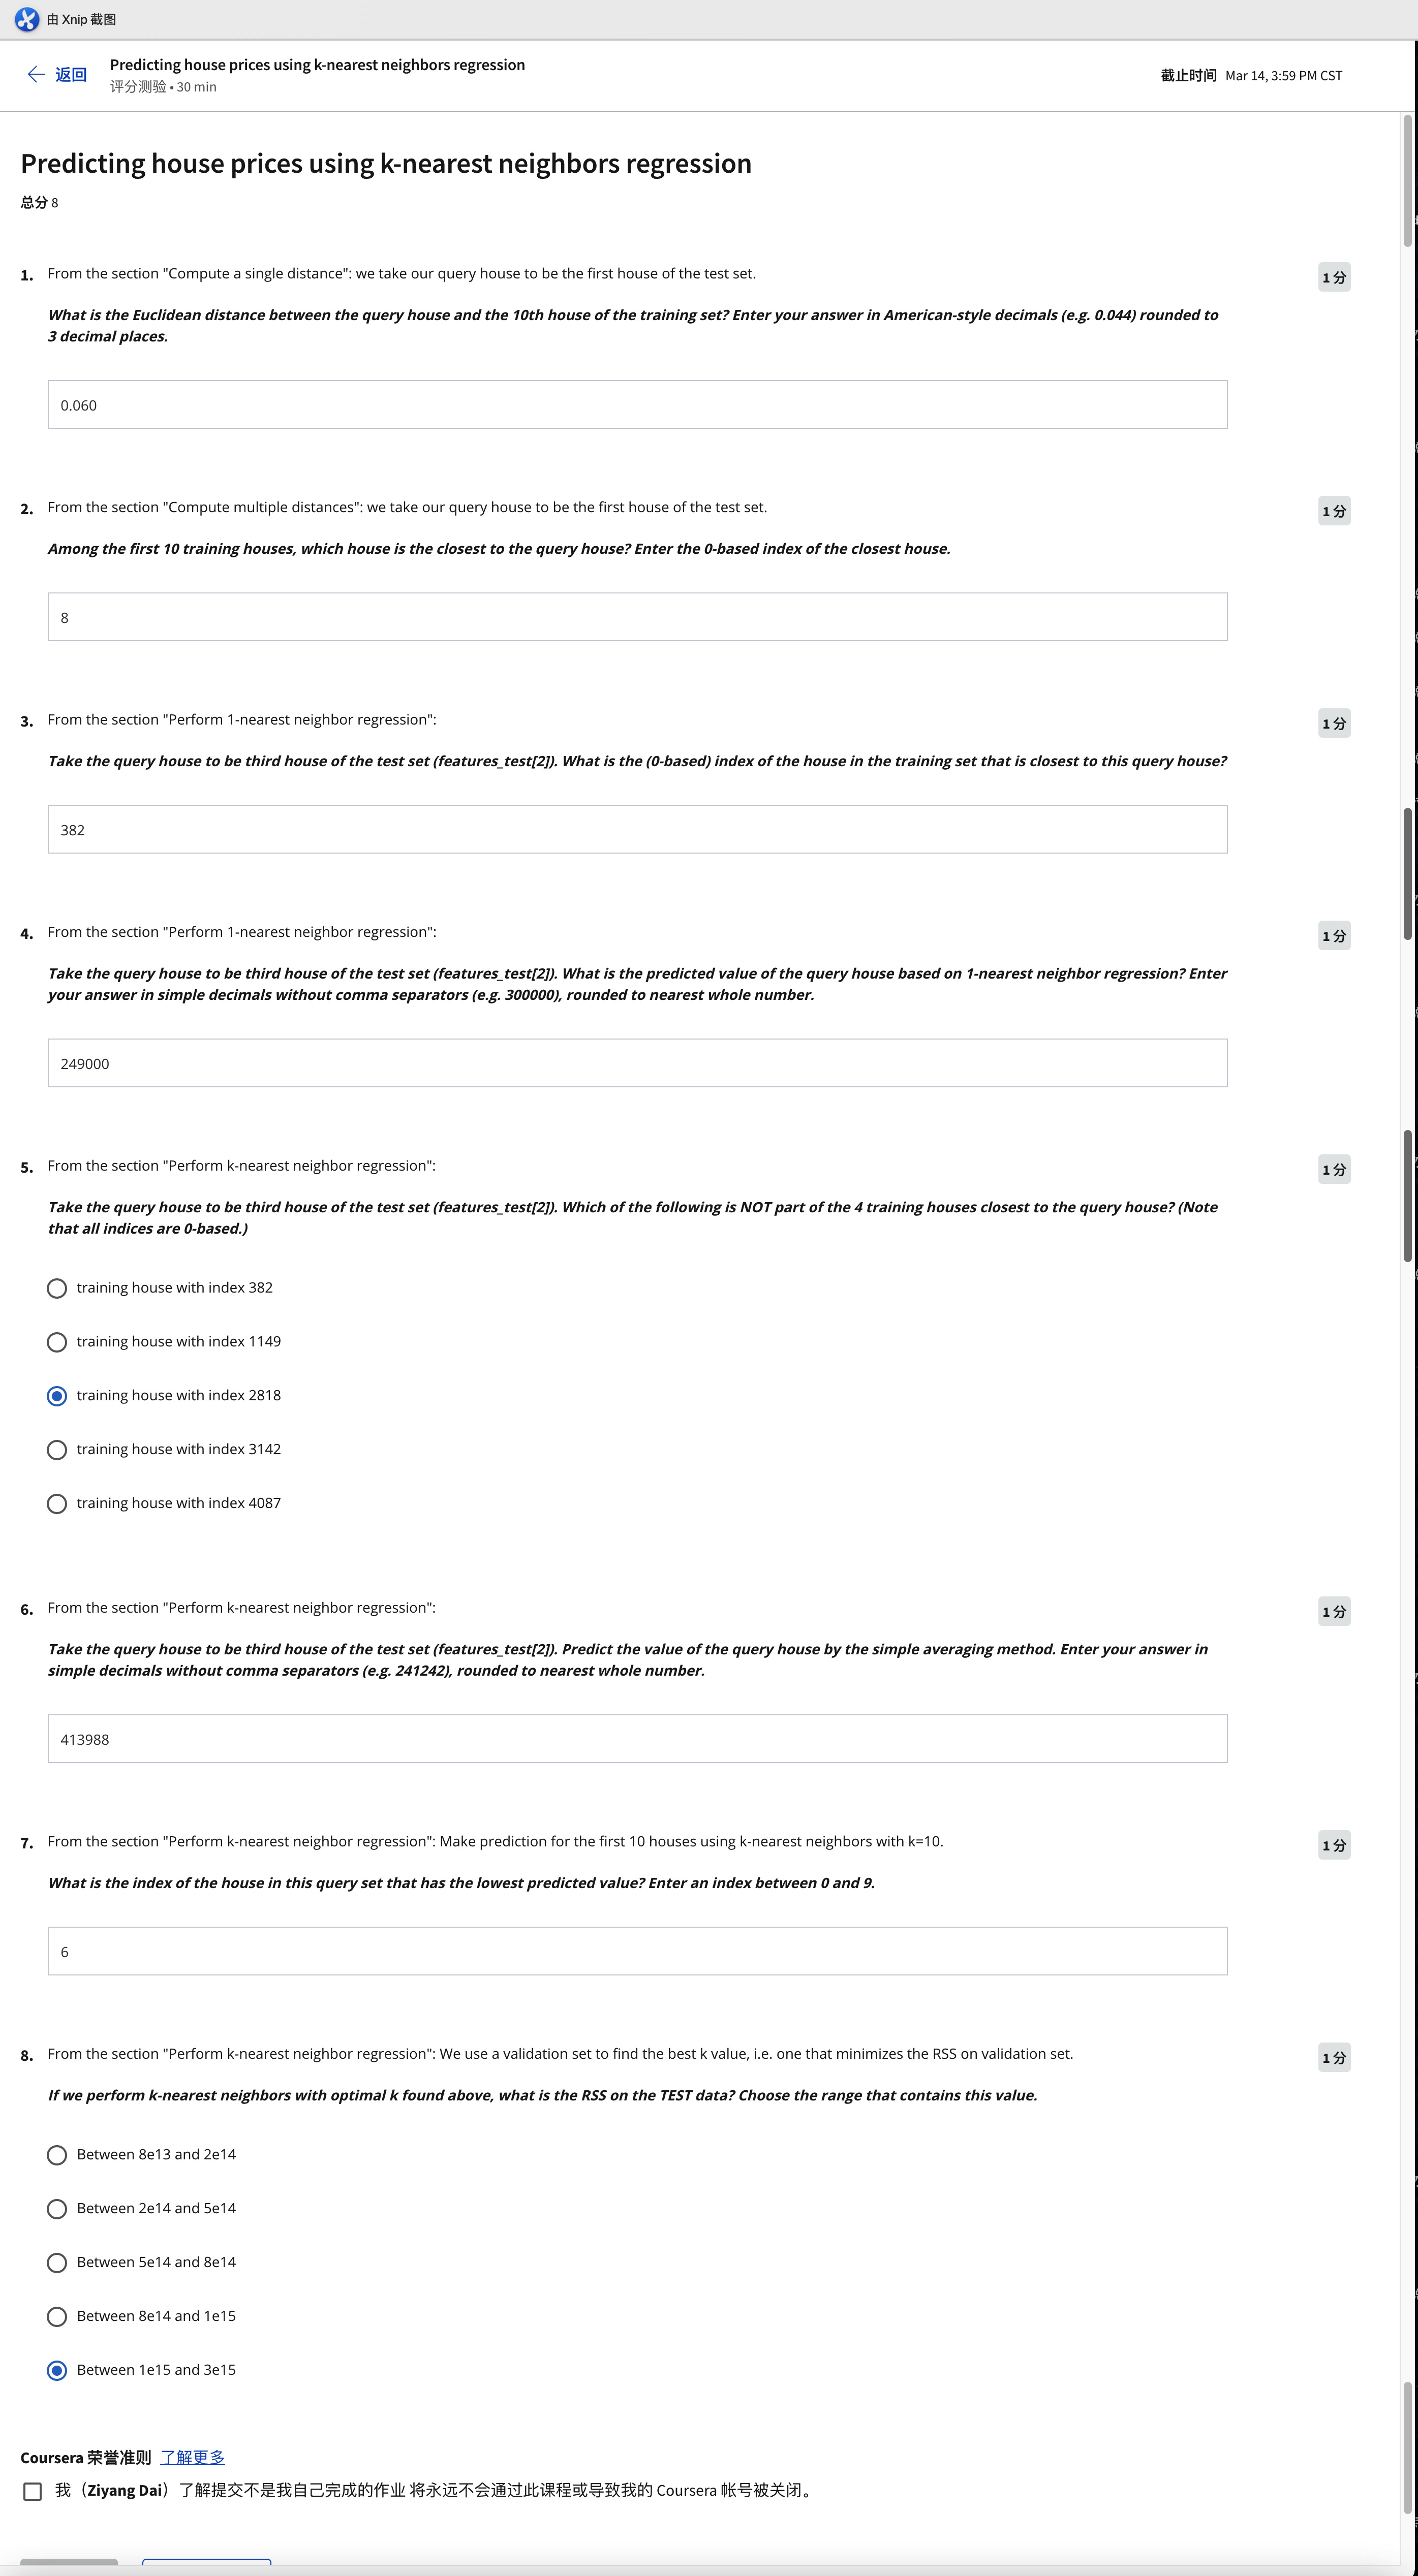 由 Xnip 截图
返回
Predicting house prices using k-nearest neighbors regression
评分测验 • 30 min
截止时间 Mar 14, 3:59 PM CST
Predicting house prices using k-nearest neighbors regression
总分 8
1. From the section "Compute a single distance": we take our query house to be the first house of the test set.
1 分
What is the Euclidean distance between the query house and the 10th house of the training set? Enter your answer in American-style decimals (e.g. 0.044) rounded to
3 decimal places.
0.060
2. From the section "Compute multiple distances": we take our query house to be the first house of the test set.
1 分
Among the first 10 training houses, which house is the closest to the query house? Enter the 0-based index of the closest house.
8
3. From the section "Perform 1-nearest neighbor regression":
1 分
Take the query house to be third house of the test set (features_test[2]). What is the (0-based) index of the house in the training set that is closest to this query house?
382
4. From the section "Perform 1-nearest neighbor regression":
1 分
Take the query house to be third house of the test set (features_test[2]). What is the predicted value of the query house based on 1-nearest neighbor regression? Enter
your answer in simple decimals without comma separators (e.g. 300000), rounded to nearest whole number.
249000
5. From the section "Perform k-nearest neighbor regression":
1 分
Take the query house to be third house of the test set (features_test[2]). Which of the following is NOT part of the 4 training houses closest to the query house? (Note
that all indices are 0-based.)
training house with index 382
training house with index 1149
training house with index 2818
training house with index 3142
training house with index 4087
6. From the section "Perform k-nearest neighbor regression":
1 分
Take the query house to be third house of the test set (features_test[2]). Predict the value of the query house by the simple averaging method. Enter your answer in
simple decimals without comma separators (e.g. 241242), rounded to nearest whole number.
413988
7. From the section "Perform k-nearest neighbor regression": Make prediction for the first 10 houses using k-nearest neighbors with k=10.
1 分
What is the index of the house in this query set that has the lowest predicted value? Enter an index between 0 and 9.
6
8. From the section "Perform k-nearest neighbor regression": We use a validation set to find the best k value, i.e. one that minimizes the RSS on validation set.
1 分
If we perform k-nearest neighbors with optimal k found above, what is the RSS on the TEST data? Choose the range that contains this value.
Between 8e13 and 2e14
Between 2e14 and 5e14
Between 5e14 and 8e14
Between 8e14 and 1e15
Between 1e15 and 3e15
Coursera 荣誉准则 了解更多
我（Ziyang Dai）了解提交不是我自己完成的作业 将永远不会通过此课程或导致我的 Coursera 帐号被关闭。